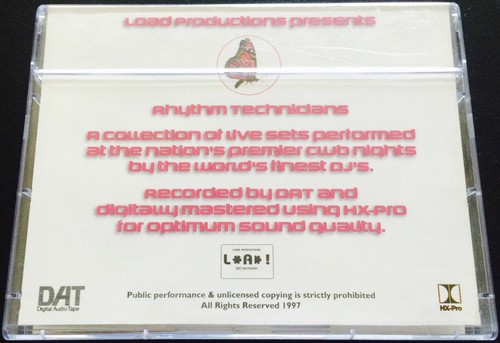 Load Productions presents
Rhythm Technicians
A collection of live sets performed
at the nation's premier club nights
by the world's finest DJ's.
Recorded by DAT and
digitally mastered using HX-Pro
for optimum sound quality.
LOAD PRODUCTIONS
L*A*!
DAT
Digital Audio Tape
Public performance & unlicensed copying is strictly prohibited
All Rights Reserved 1997
HX-Pro